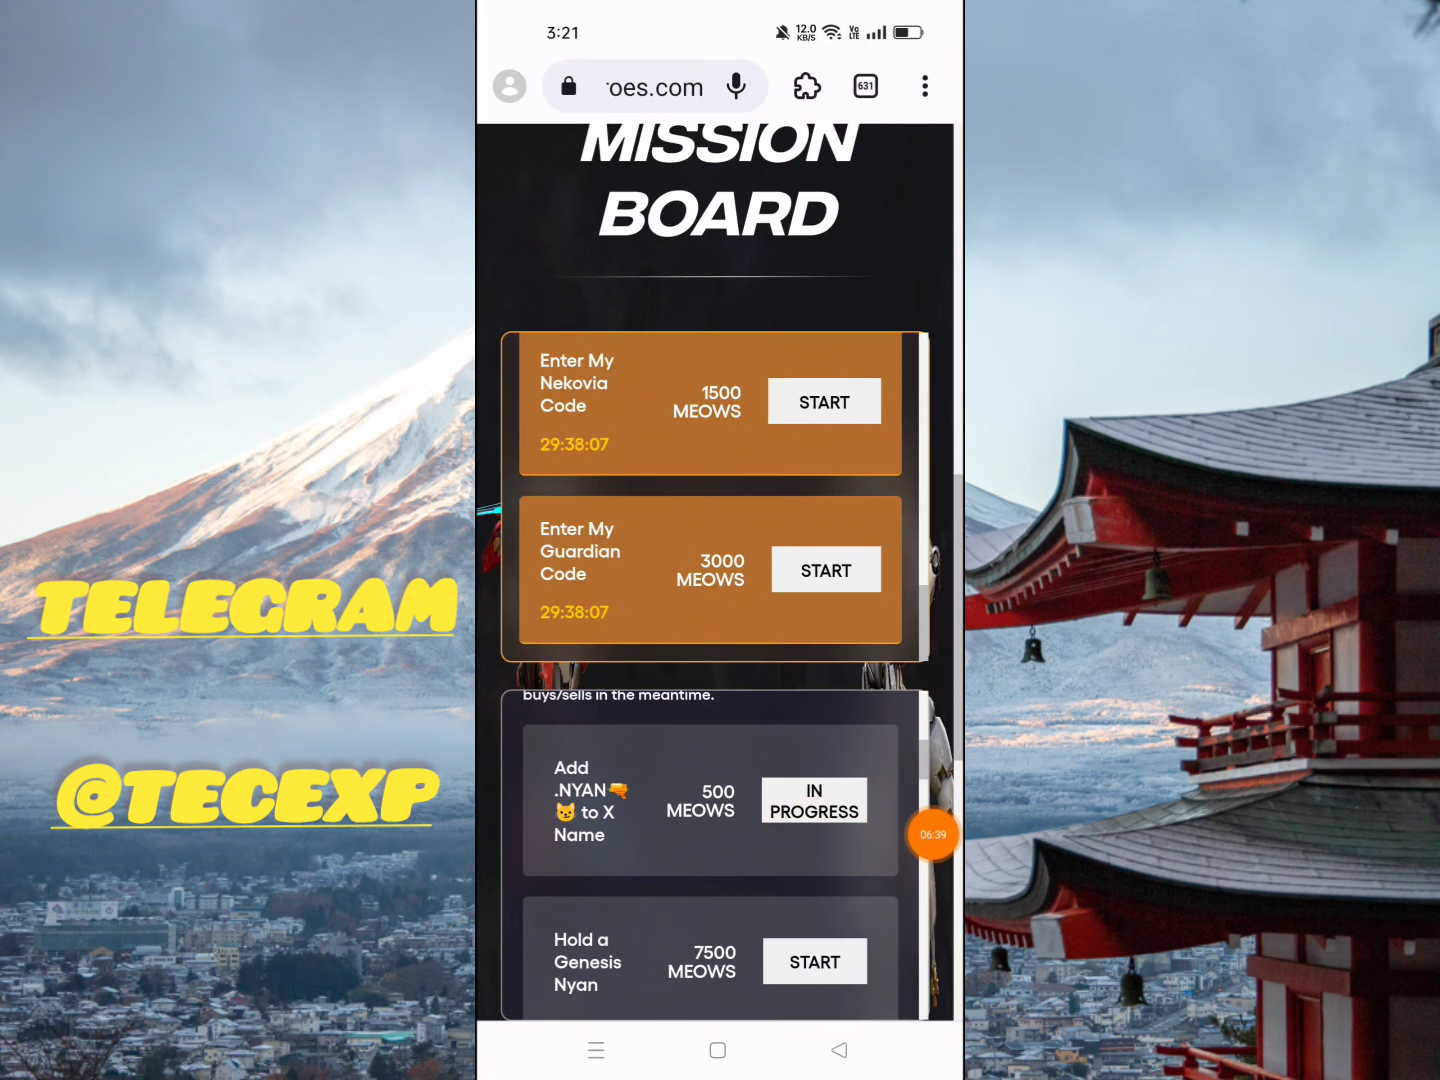 3:21
12.0
KB/S
Vo
LTE
oes.com
631
MISSION
BOARD
Enter My
Nekovia
Code
1500
MEOWS
START
29:38:07
Enter My
Guardian
Code
3000
MEOWS
START
29:38:07
buys/sells in the meantime.
Add
.NYAN🔫
😼 to X
Name
500
MEOWS
IN
PROGRESS
06:39
Hold a
Genesis
Nyan
7500
MEOWS
START
TELEGRAM
@TECEXP